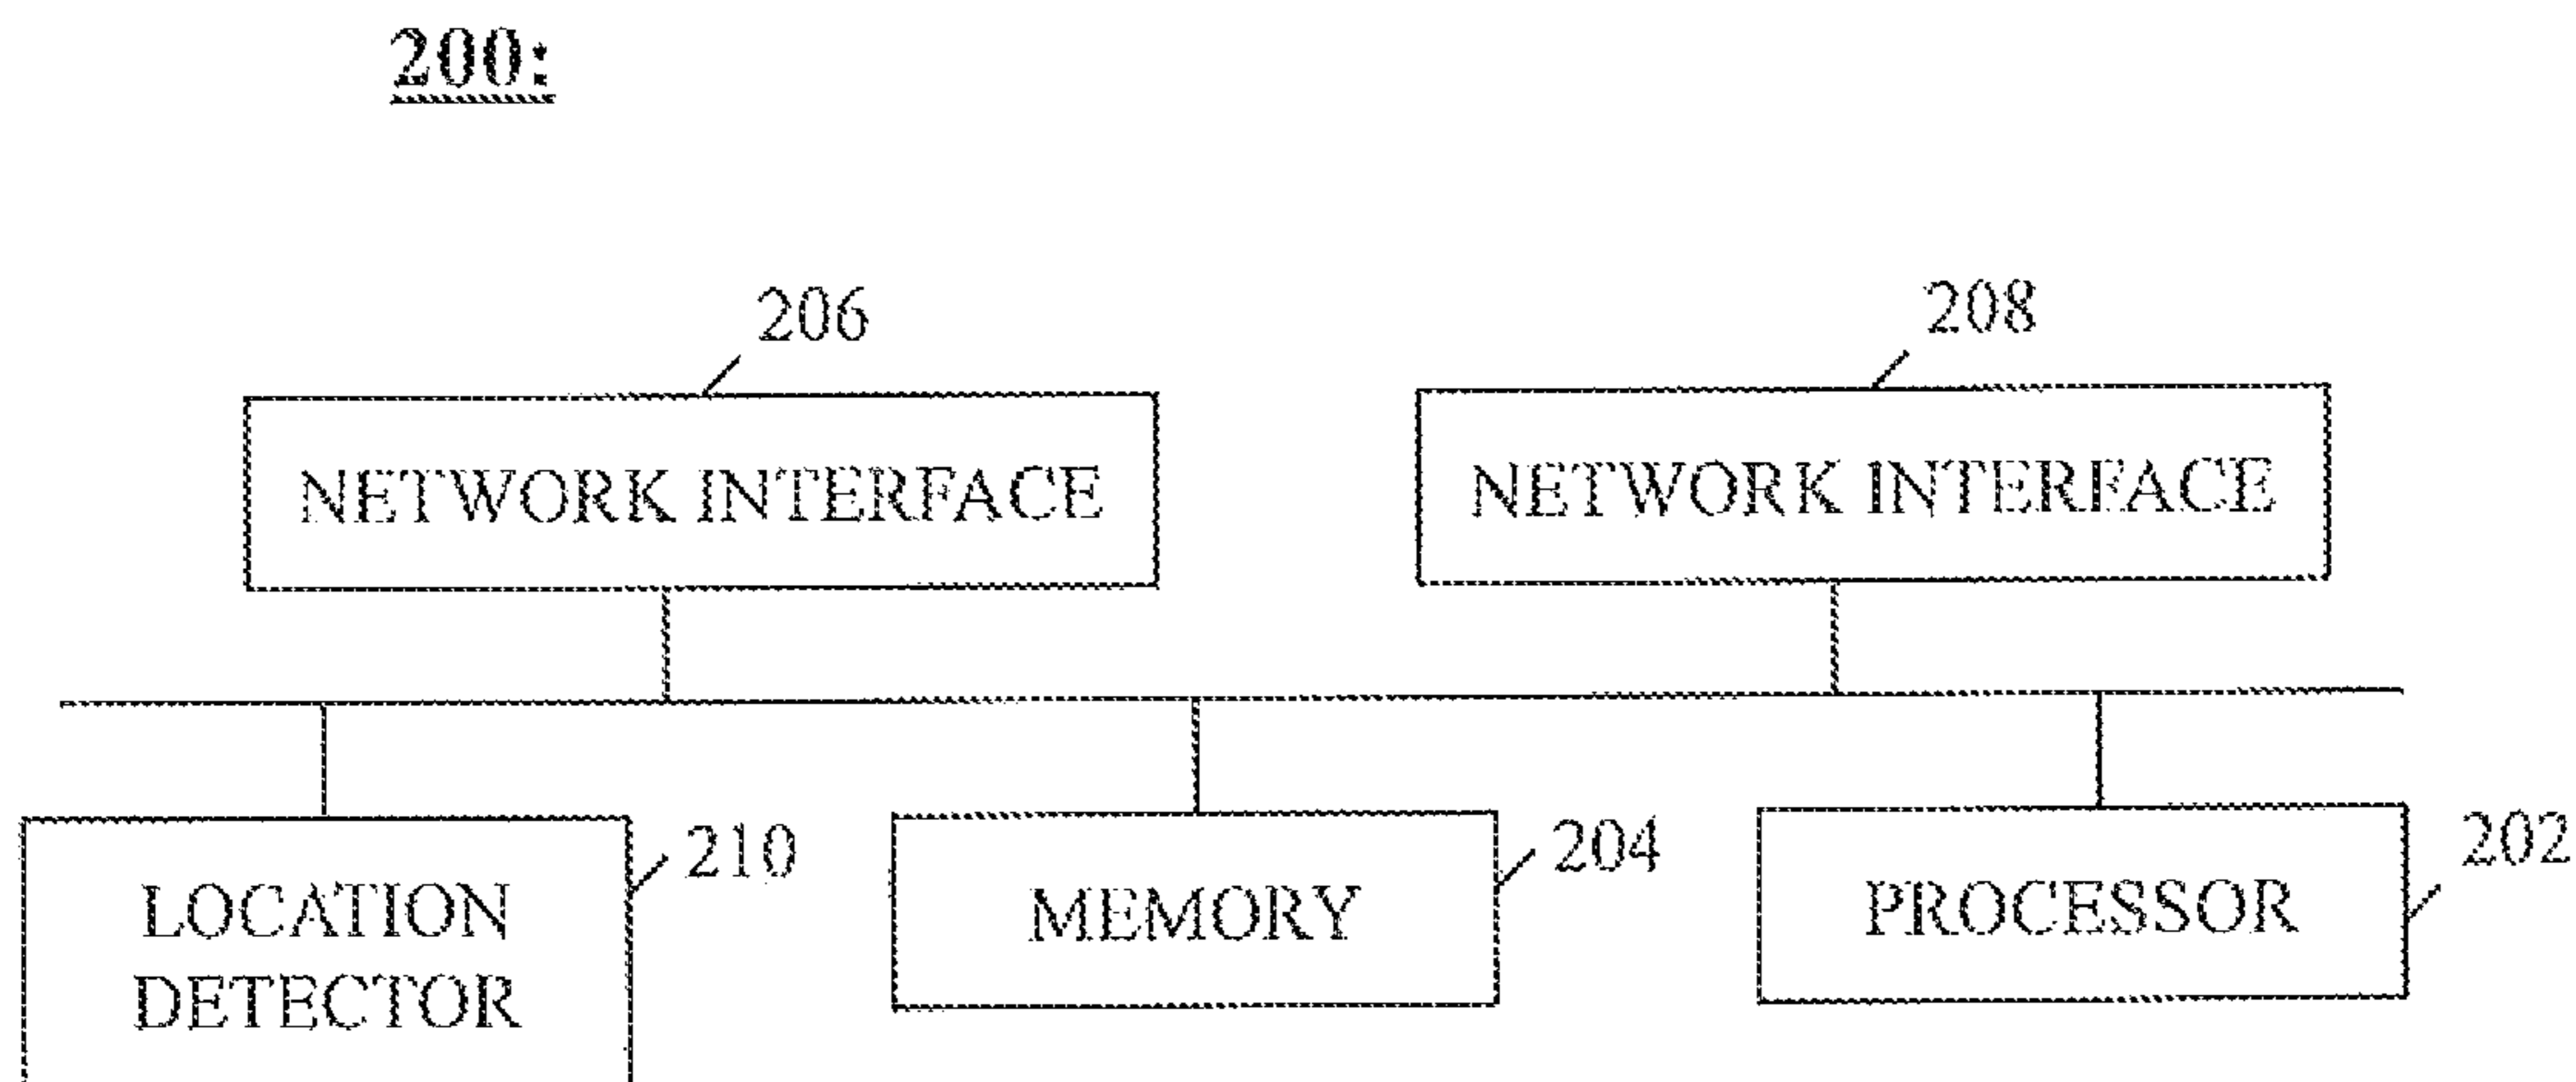 200:
206
208
NETWORK INTERFACE
NETWORK INTERFACE
210
204
202
LOCATION
DETECTOR
MEMORY
PROCESSOR